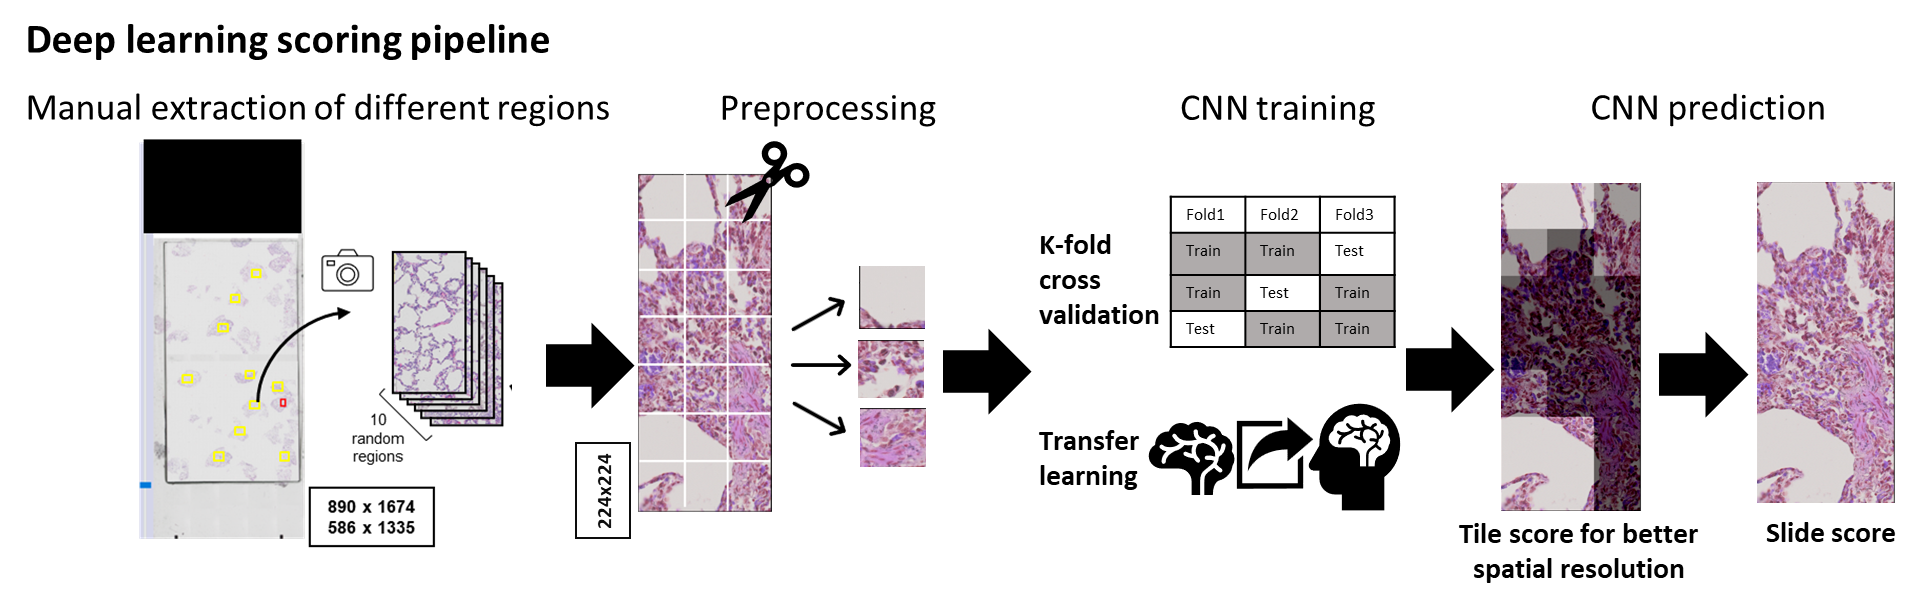 Deep learning scoring pipeline
Manual extraction of different regions
Preprocessing
CNN training
CNN prediction
10
random
regions
890 x 1674
586 x 1335
224x224
K-fold
cross
validation
Fold1 Fold2 Fold3
Train Train Test
Train Test Train
Test Train Train
Transfer
learning
Tile score for better
spatial resolution
Slide score